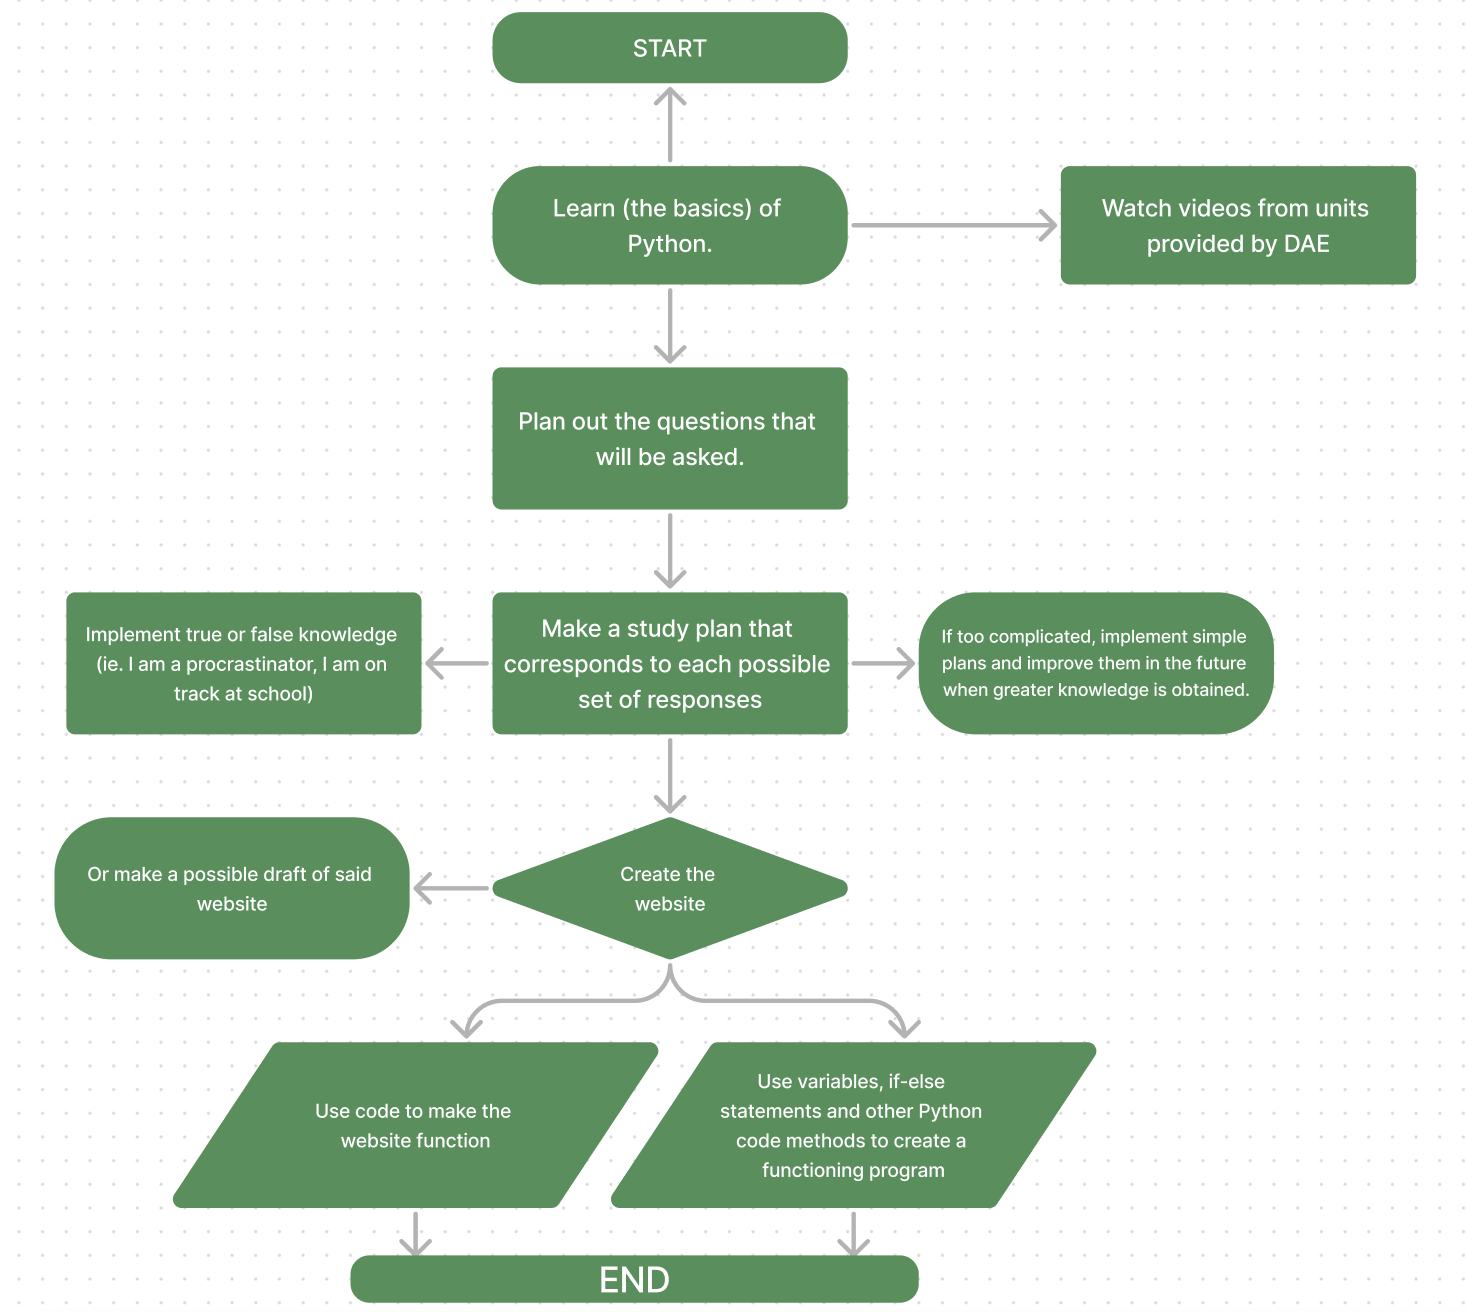 START
Learn (the basics) of
Python.
Watch videos from units
provided by DAE
Plan out the questions that
will be asked.
Implement true or false knowledge
(ie. I am a procrastinator, I am on
track at school)
Make a study plan that
corresponds to each possible
set of responses
If too complicated, implement simple
plans and improve them in the future
when greater knowledge is obtained.
Or make a possible draft of said
website
Create the
website
Use code to make the
website function
Use variables, if-else
statements and other Python
code methods to create a
functioning program
END